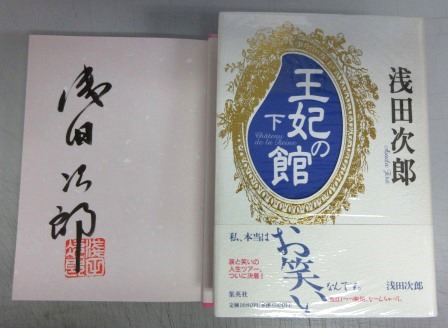 浅田次郎
王妃の館
下
Château
de la Reine
浅田次郎
Asada Jirō
私、本当は
お笑い
なんです。
浅田次郎
涙と笑いの
人生ツアー、
ついに決着!
集英社